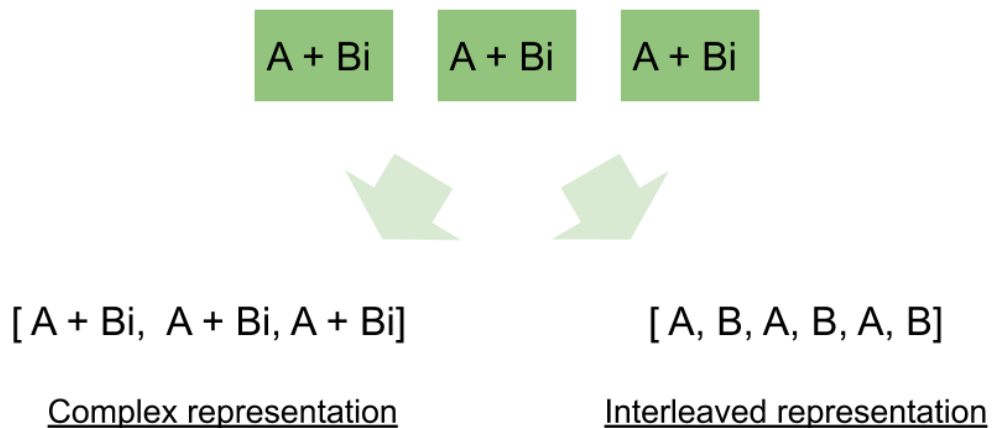 A + Bi A + Bi A + Bi
[ A + Bi, A + Bi, A + Bi] [ A, B, A, B, A, B]
Complex representation Interleaved representation